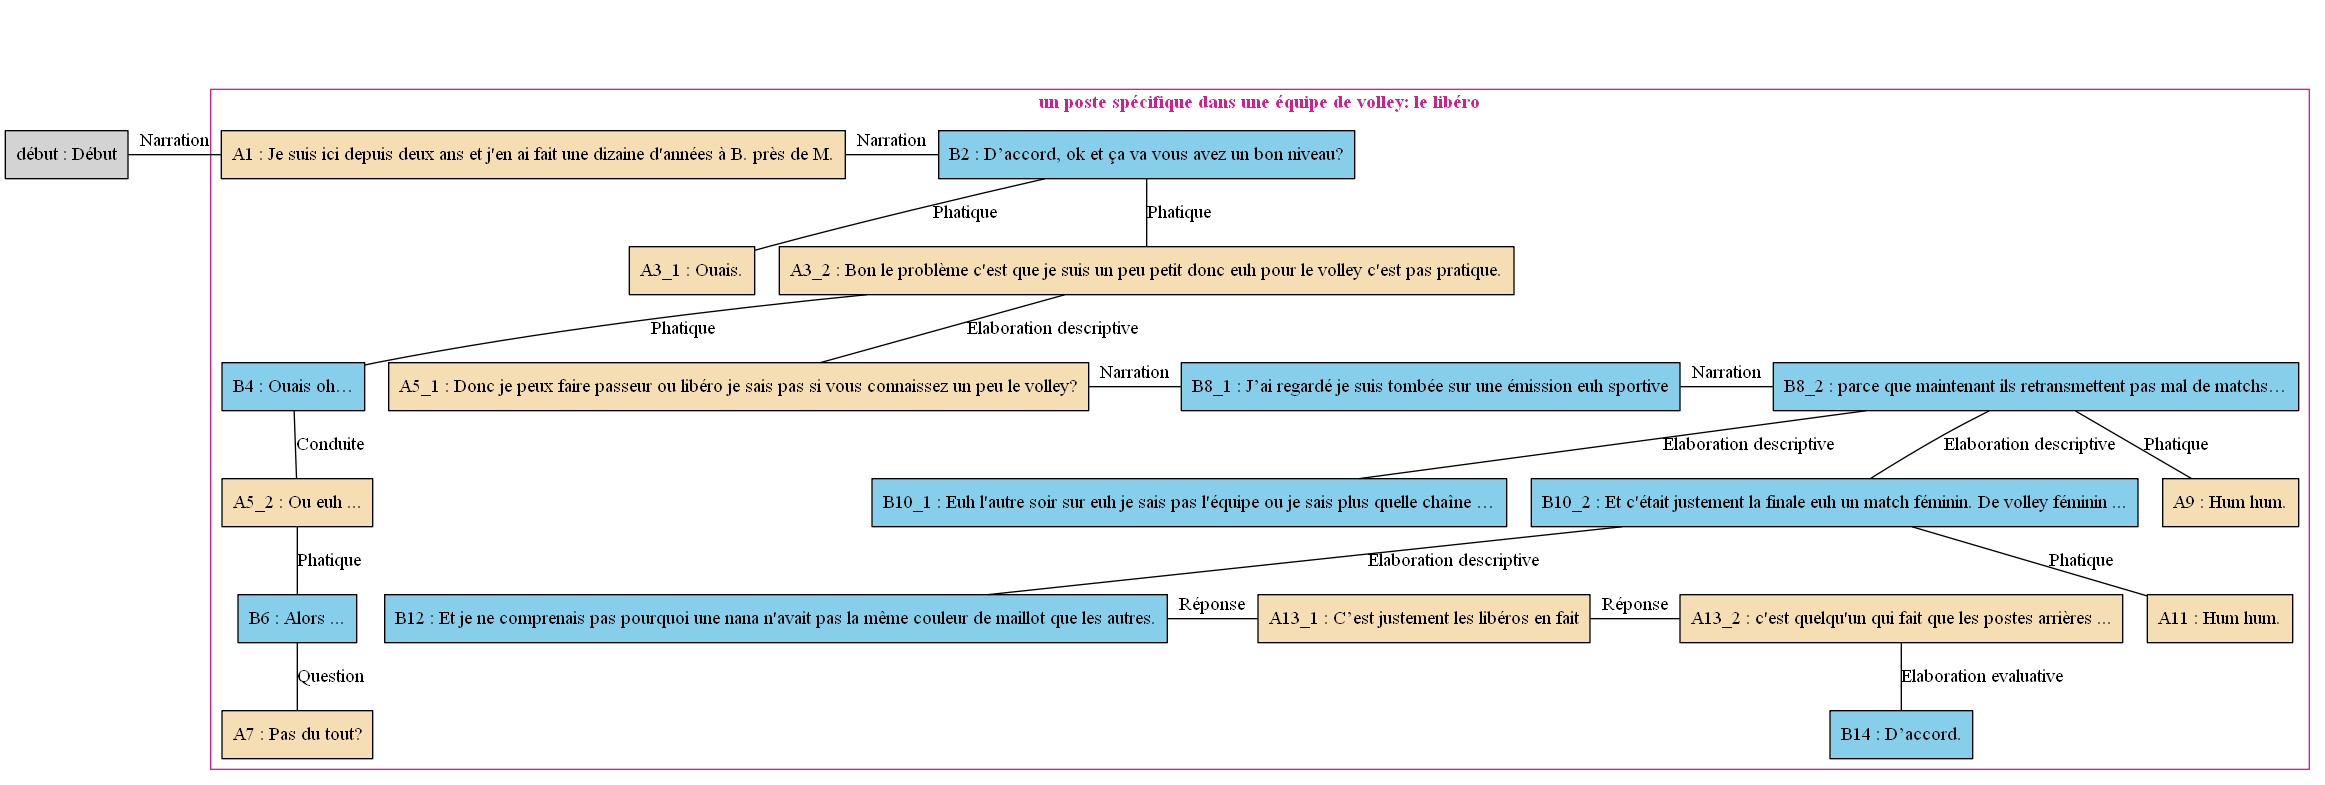 un poste spécifique dans une équipe de volley: le libéro
début : Début
Narration
A1 : Je suis ici depuis deux ans et j'en ai fait une dizaine d'années à B. près de M.
Narration
B2 : D’accord, ok et ça va vous avez un bon niveau?
Phatique
Phatique
A3_1 : Ouais.
A3_2 : Bon le problème c'est que je suis un peu petit donc euh pour le volley c'est pas pratique.
Phatique
Elaboration descriptive
B4 : Ouais oh…
A5_1 : Donc je peux faire passeur ou libéro je sais pas si vous connaissez un peu le volley?
Narration
B8_1 : J’ai regardé je suis tombée sur une émission euh sportive
Narration
B8_2 : parce que maintenant ils retransmettent pas mal de matchs…
Conduite
Elaboration descriptive
Elaboration descriptive
Phatique
A5_2 : Ou euh ...
B10_1 : Euh l'autre soir sur euh je sais pas l'équipe ou je sais plus quelle chaîne …
B10_2 : Et c'était justement la finale euh un match féminin. De volley féminin ...
A9 : Hum hum.
Phatique
Elaboration descriptive
Phatique
B6 : Alors ...
B12 : Et je ne comprenais pas pourquoi une nana n'avait pas la même couleur de maillot que les autres.
Réponse
A13_1 : C’est justement les libéros en fait
Réponse
A13_2 : c'est quelqu'un qui fait que les postes arrières ...
A11 : Hum hum.
Question
Elaboration evaluative
A7 : Pas du tout?
B14 : D’accord.